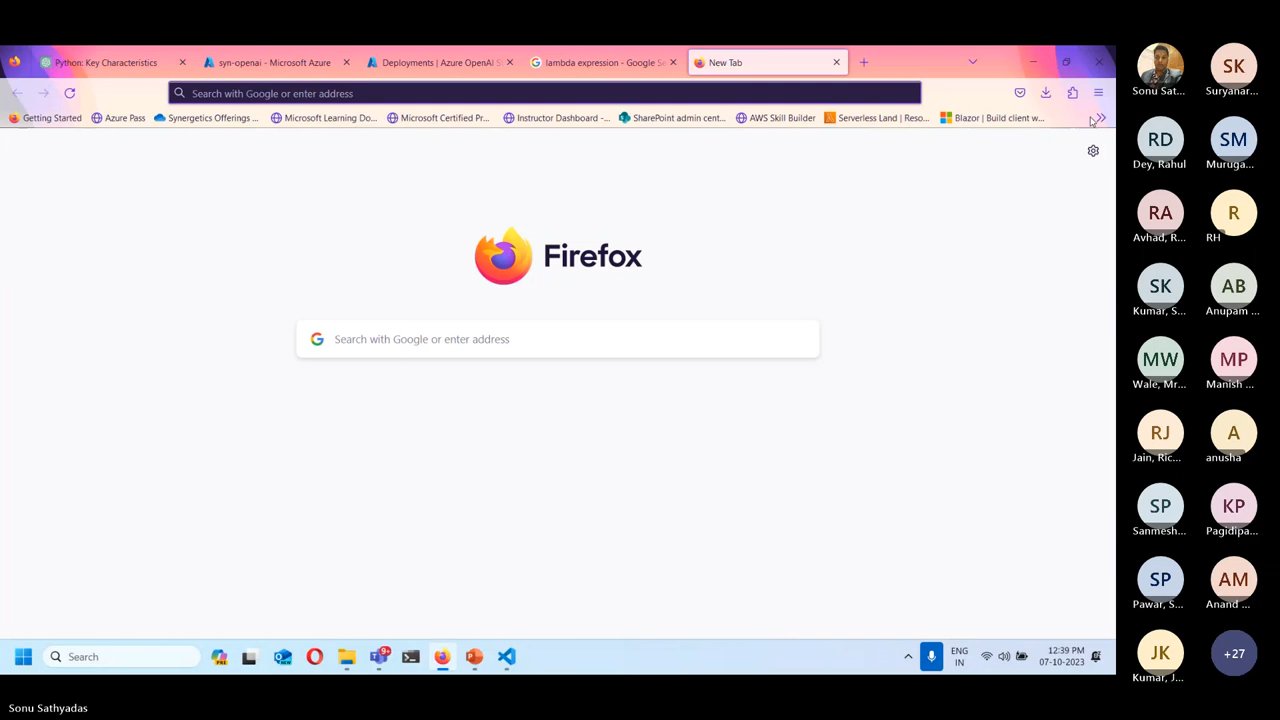 Python: Key Characteristics
syn-openai - Microsoft Azure
Deployments | Azure OpenAI S
lambda expression - Google Se
New Tab
Search with Google or enter address
Getting Started
Azure Pass
Synergetics Offerings ...
Microsoft Learning Do...
Microsoft Certified Pr...
Instructor Dashboard -...
SharePoint admin cent...
AWS Skill Builder
Serverless Land | Reso...
Blazor | Build client w...
Firefox
Search with Google or enter address
Search
9+
ENG
IN
12:39 PM
07-10-2023
Sonu Sat...
SK
Suryanar...
RD
Dey, Rahul
SM
Muruga...
RA
Avhad, R...
R
RH
SK
Kumar, S...
AB
Anupam ...
MW
Wale, Mr...
MP
Manish ...
RJ
Jain, Ric...
A
anusha
SP
Sanmesh...
KP
Pagidipa...
SP
Pawar, S...
AM
Anand ...
JK
Kumar, J...
+27
Sonu Sathyadas